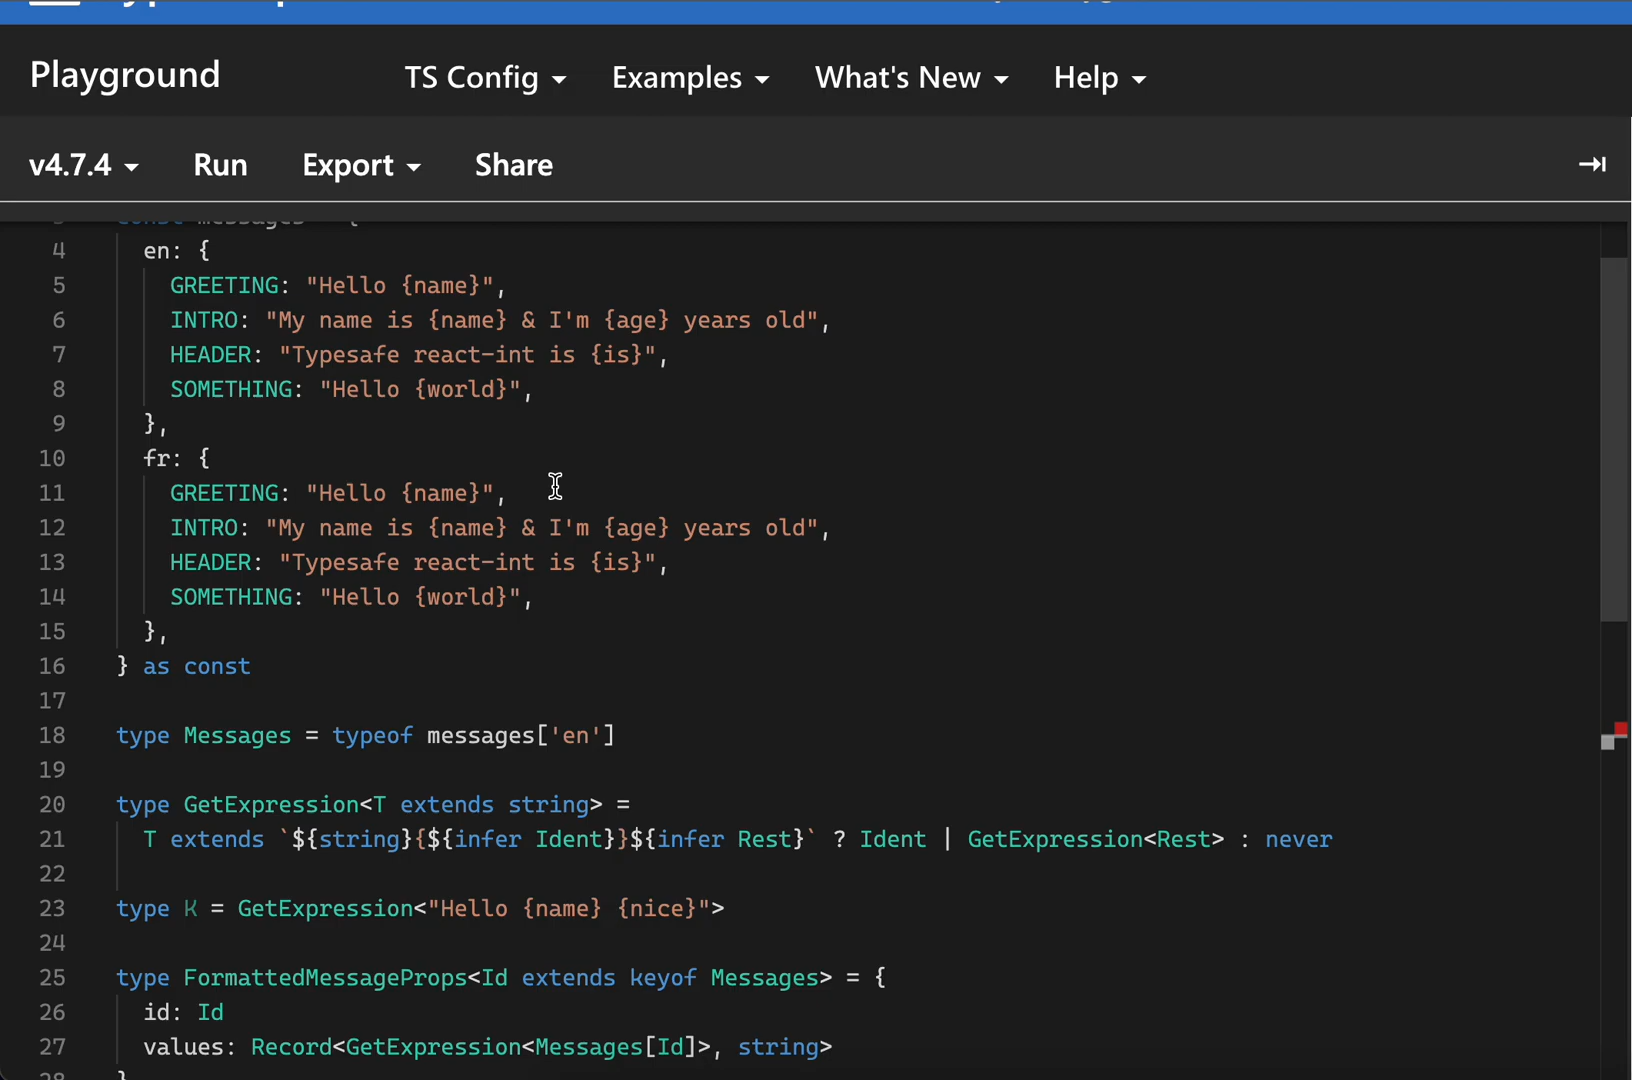 Playground TS Config Examples What's New Help
v4.7.4 Run Export Share
4 en: {
5 GREETING: "Hello {name}",
6 INTRO: "My name is {name} & I'm {age} years old",
7 HEADER: "Typesafe react-int is {is}",
8 SOMETHING: "Hello {world}",
9 },
10 fr: {
11 GREETING: "Hello {name}",
12 INTRO: "My name is {name} & I'm {age} years old",
13 HEADER: "Typesafe react-int is {is}",
14 SOMETHING: "Hello {world}",
15 },
16 } as const
17
18 type Messages = typeof messages['en']
19
20 type GetExpression<T extends string> =
21 T extends `${string}{${infer Ident}}${infer Rest}` ? Ident | GetExpression<Rest> : never
22
23 type K = GetExpression<"Hello {name} {nice}">
24
25 type FormattedMessageProps<Id extends keyof Messages> = {
26 id: Id
27 values: Record<GetExpression<Messages[Id]>, string>